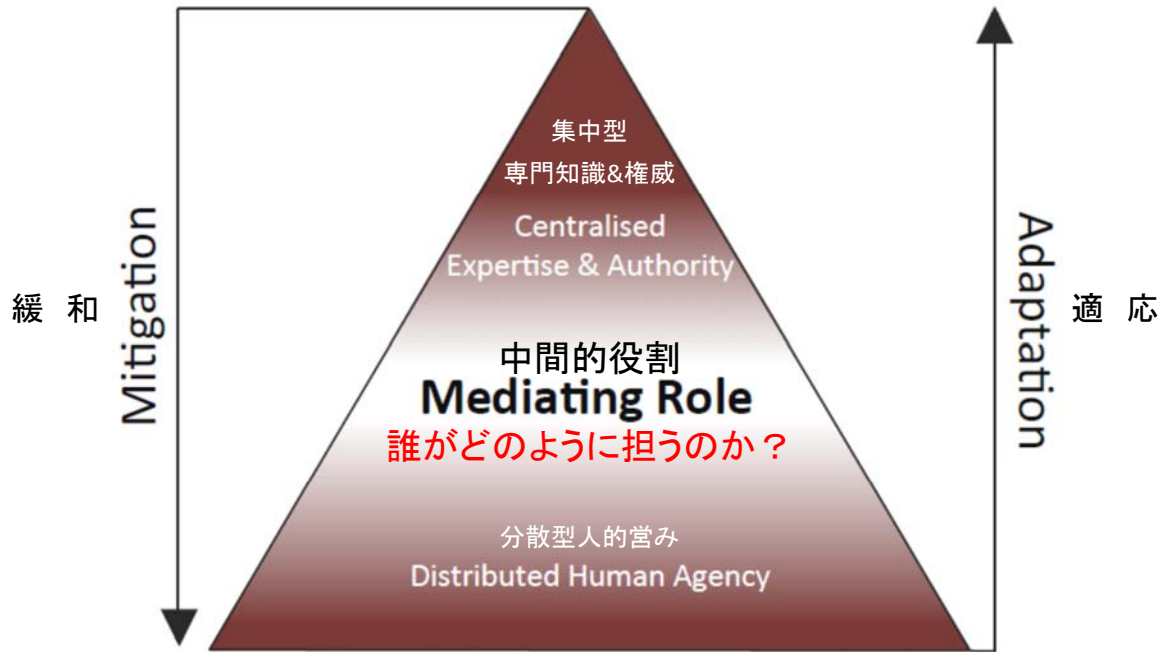 集中型
専門知識&権威
Centralised
Expertise & Authority
緩 和
Mitigation
中間的役割
Mediating Role
誰がどのように担うのか？
Adaptation
適 応
分散型人的営み
Distributed Human Agency